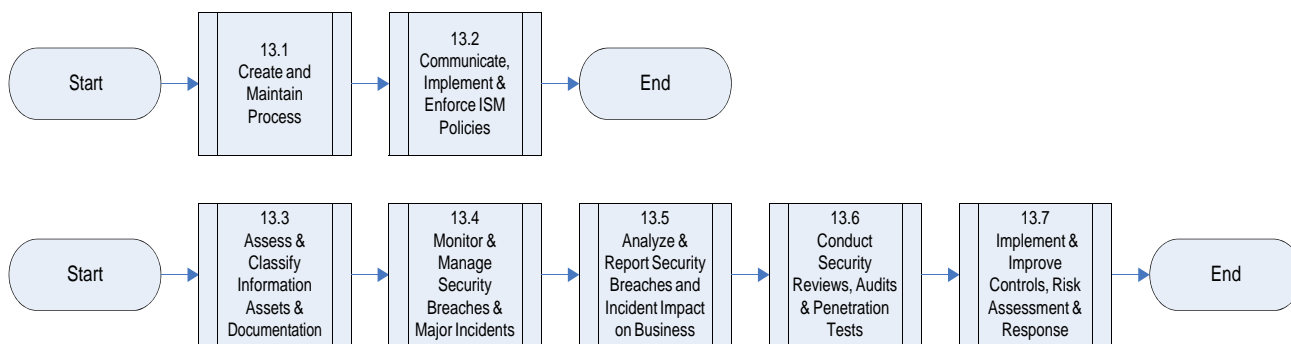 Start
13.1
Create and
Maintain
Process
13.2
Communicate,
Implement &
Enforce ISM
Policies
End
Start
13.3
Assess &
Classify
Information
Assets &
Documentation
13.4
Monitor &
Manage
Security
Breaches &
Major Incidents
13.5
Analyze &
Report Security
Breaches and
Incident Impact
on Business
13.6
Conduct
Security
Reviews, Audits
& Penetration
Tests
13.7
Implement &
Improve
Controls, Risk
Assessment &
Response
End